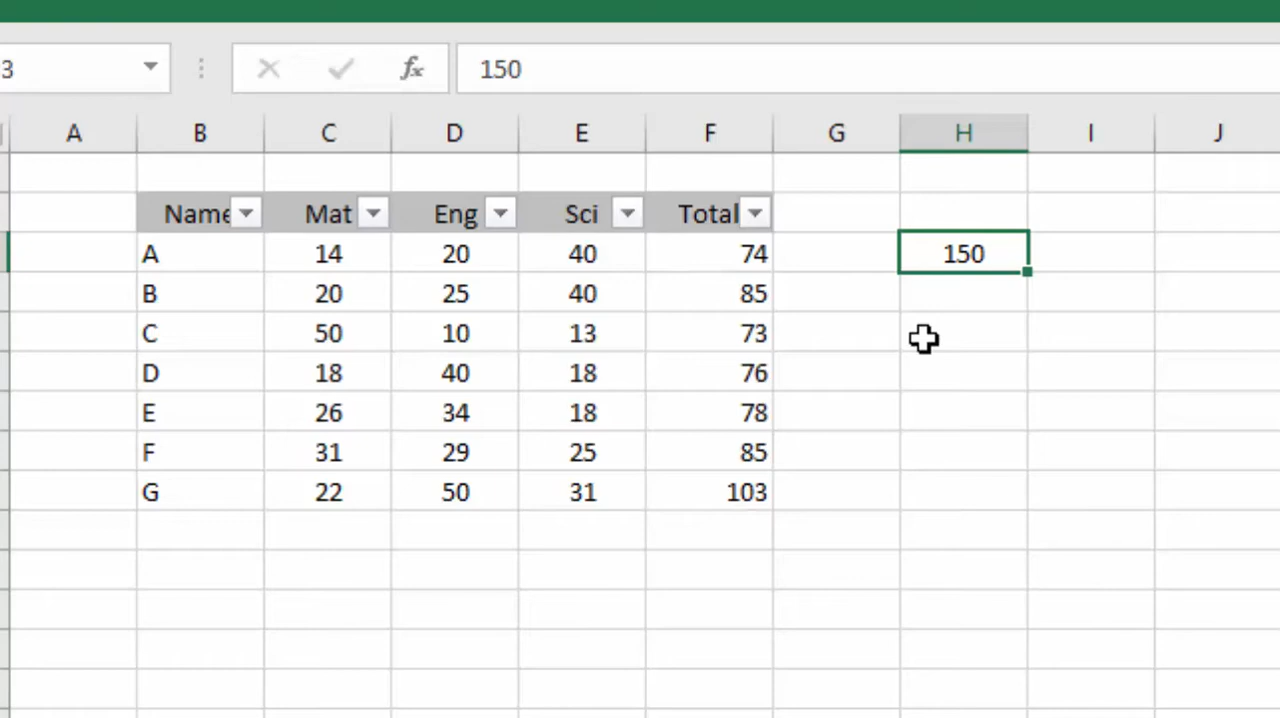 3 fx 150
A B C D E F G H I J
Name Mat Eng Sci Total
A 14 20 40 74 150
B 20 25 40 85
C 50 10 13 73
D 18 40 18 76
E 26 34 18 78
F 31 29 25 85
G 22 50 31 103